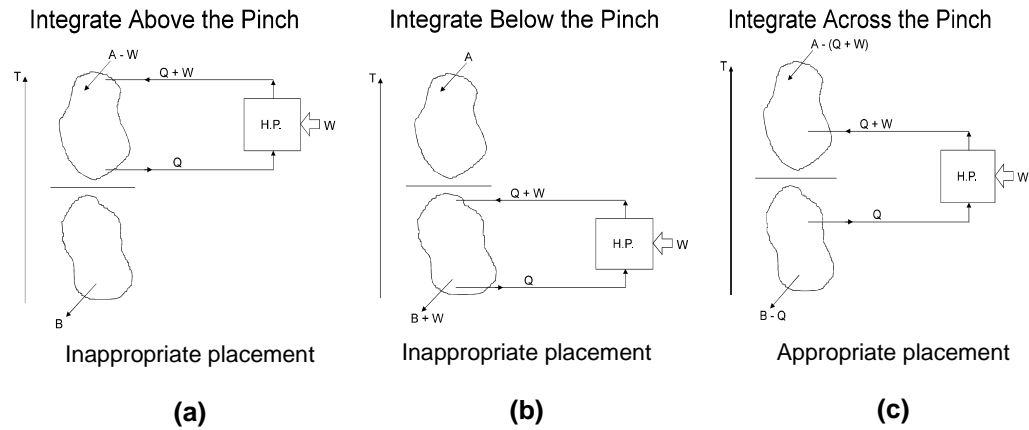 Integrate Above the Pinch
A - W
T
Q + W
H.P.
W
Q
B
Inappropriate placement
(a)
Integrate Below the Pinch
A
T
Q + W
H.P.
W
Q
B + W
Inappropriate placement
(b)
Integrate Across the Pinch
A - (Q + W)
T
Q + W
H.P.
W
Q
B - Q
Appropriate placement
(c)